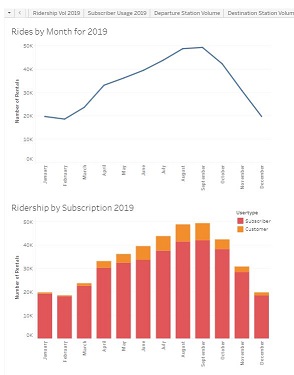 Ridership Vol 2019 Subscriber Usage 2019 Departure Station Volume Destination Station Volum
Rides by Month for 2019
Number of Rentals
50K
40K
30K
20K
10K
0K
January February March April May June July August September October November December
Ridership by Subscription 2019
Usertype
Subscriber
Customer
Number of Rentals
50K
40K
30K
20K
10K
0K
January February March April May June July August September October November December